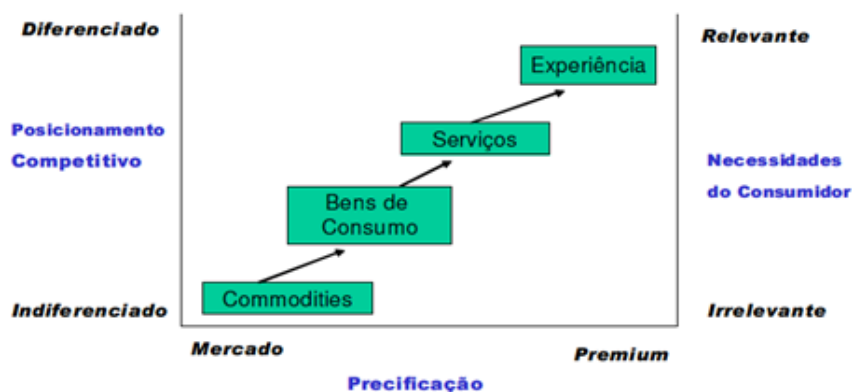 Diferenciado
Relevante
Experiência
Posicionamento
Competitivo
Serviços
Necessidades
do Consumidor
Bens de
Consumo
Commodities
Indiferenciado
Irrelevante
Mercado
Premium
Precificação